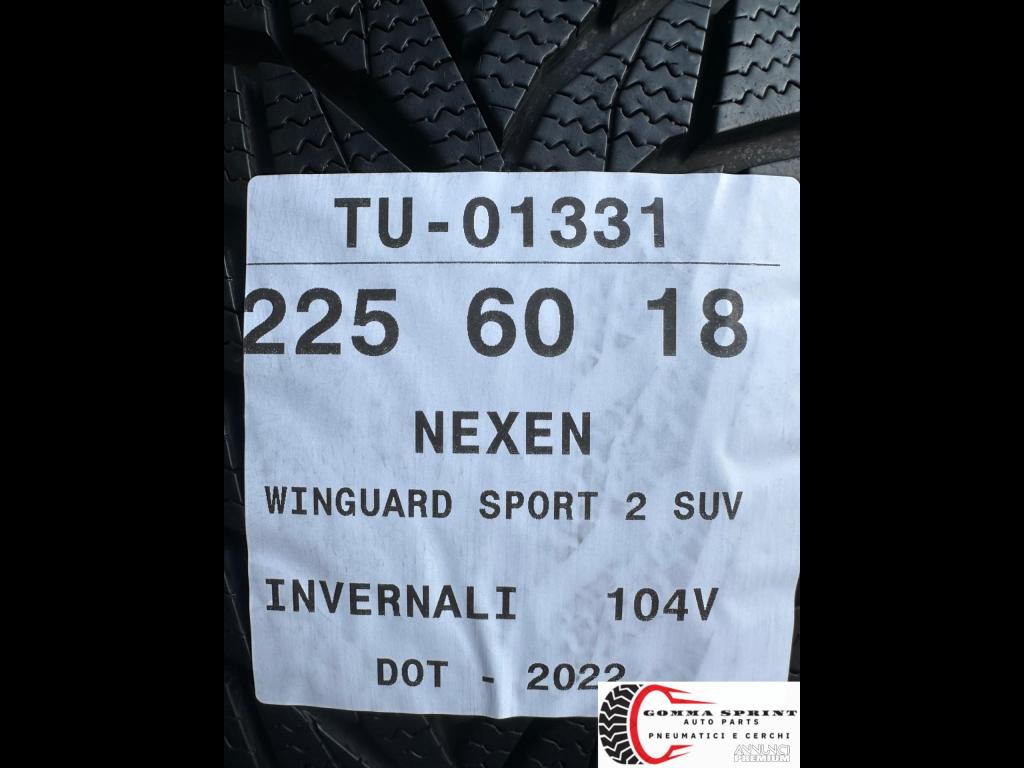 TU-01331
225 60 18
NEXEN
WINGUARD SPORT 2 SUV
INVERNALI 104V
DOT - 2022
GOMMA SPRINT
AUTO PARTS
PNEUMATICI E CERCHI
ANNUNCI
PREMIUM